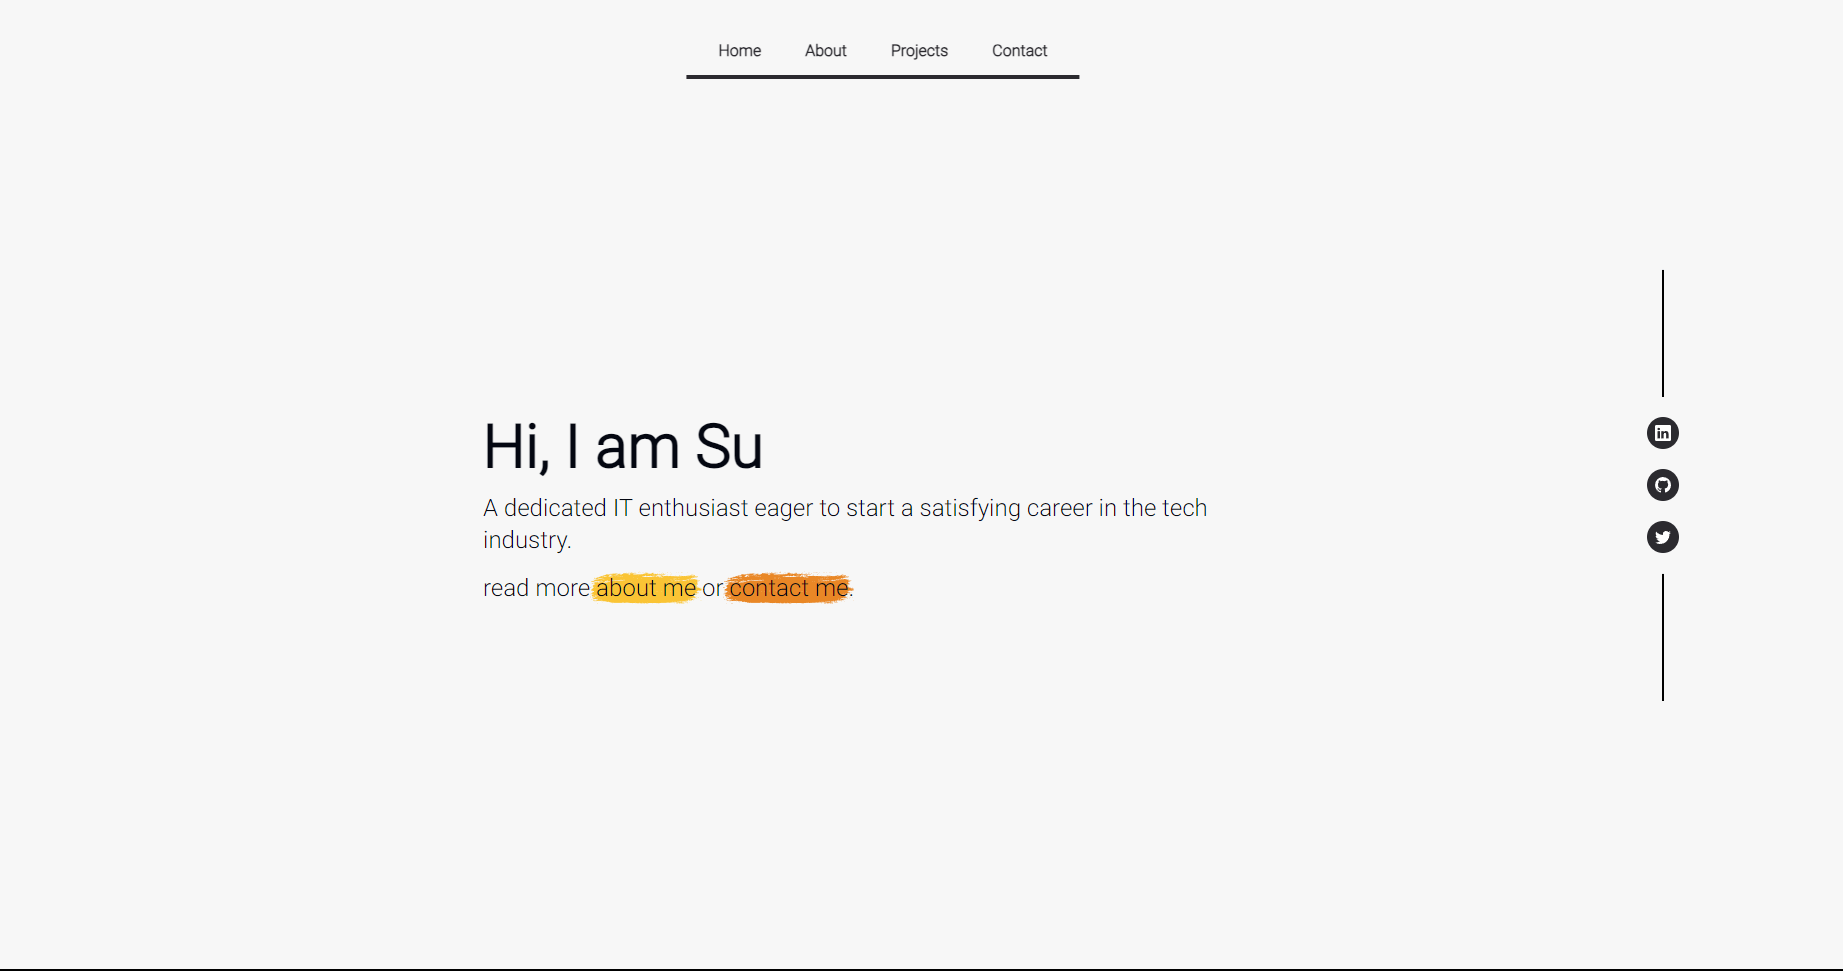 Home About Projects Contact
Hi, I am Su
A dedicated IT enthusiast eager to start a satisfying career in the tech
industry.
read more about me or contact me.
in